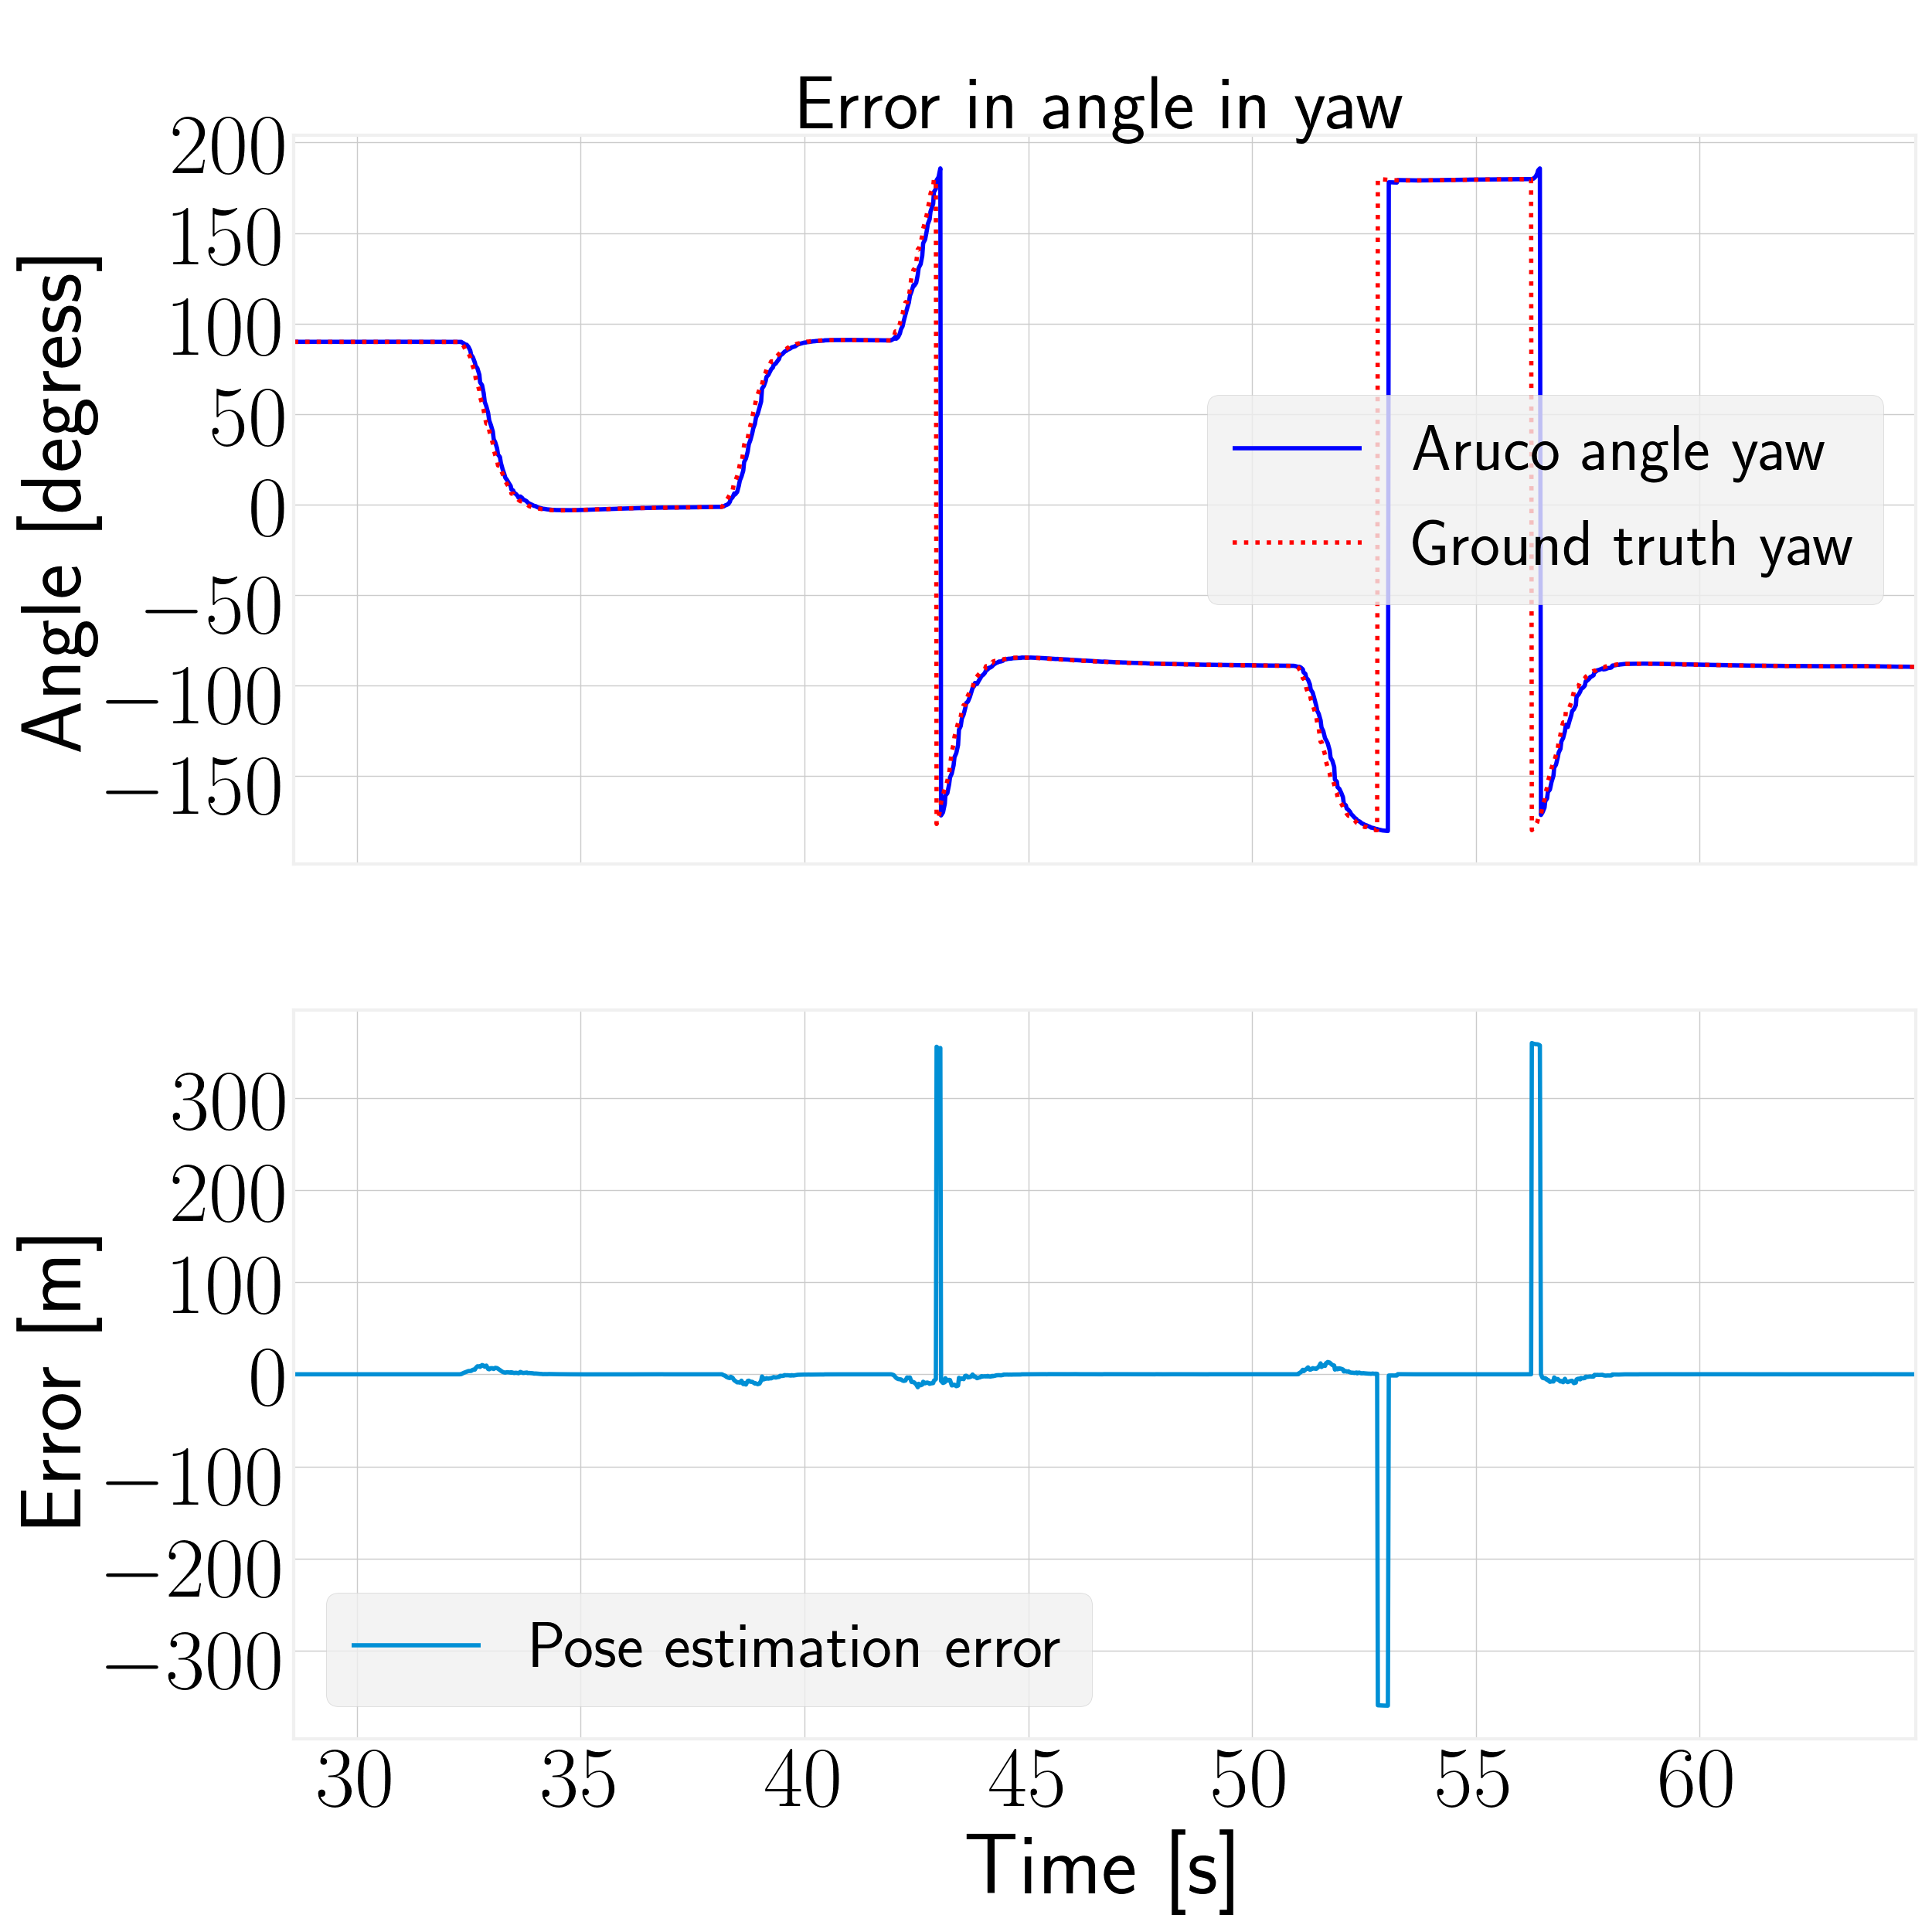 Error in angle in yaw
Angle [degress]
200
150
100
50
0
−50
−100
−150
Aruco angle yaw
Ground truth yaw
Error [m]
300
200
100
0
−100
−200
−300
Pose estimation error
30 35 40 45 50 55 60
Time [s]